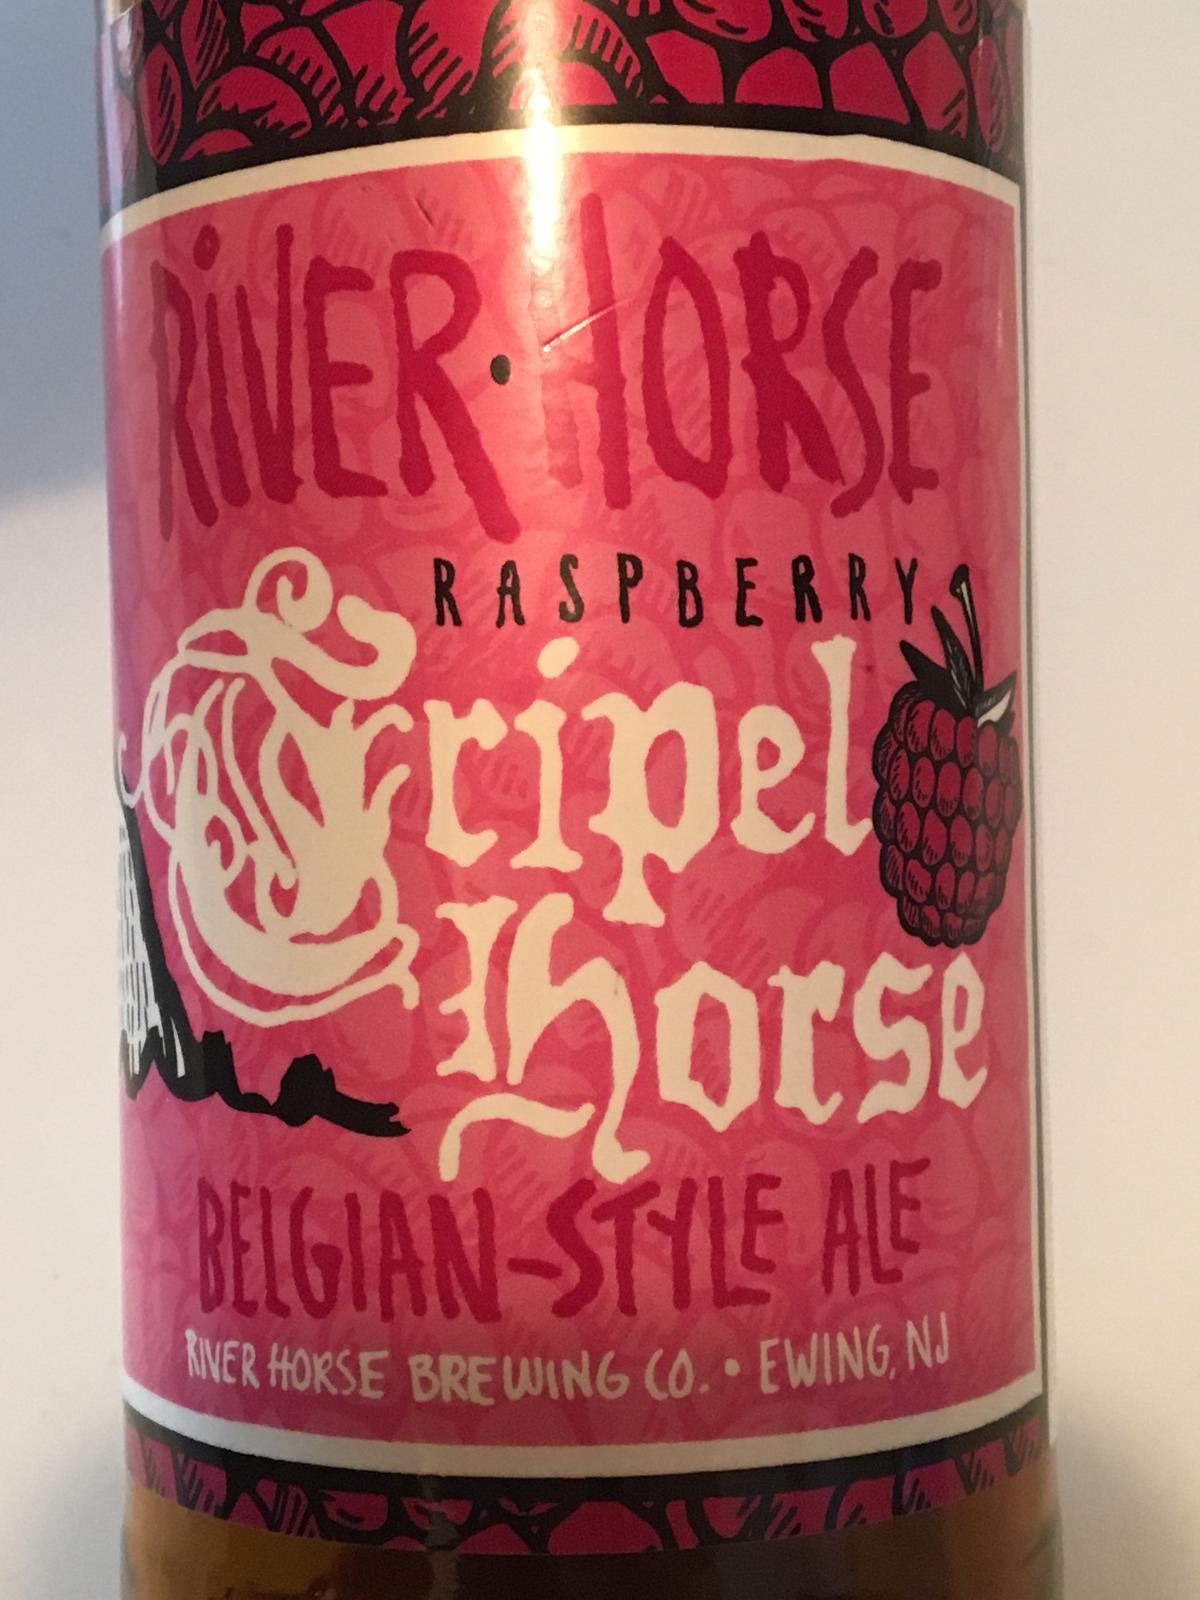 RIVER·HORSE
RASPBERRY
Tripel
Horse
BELGIAN-STYLE ALE
RIVER HORSE BREWING CO. • EWING, NJ